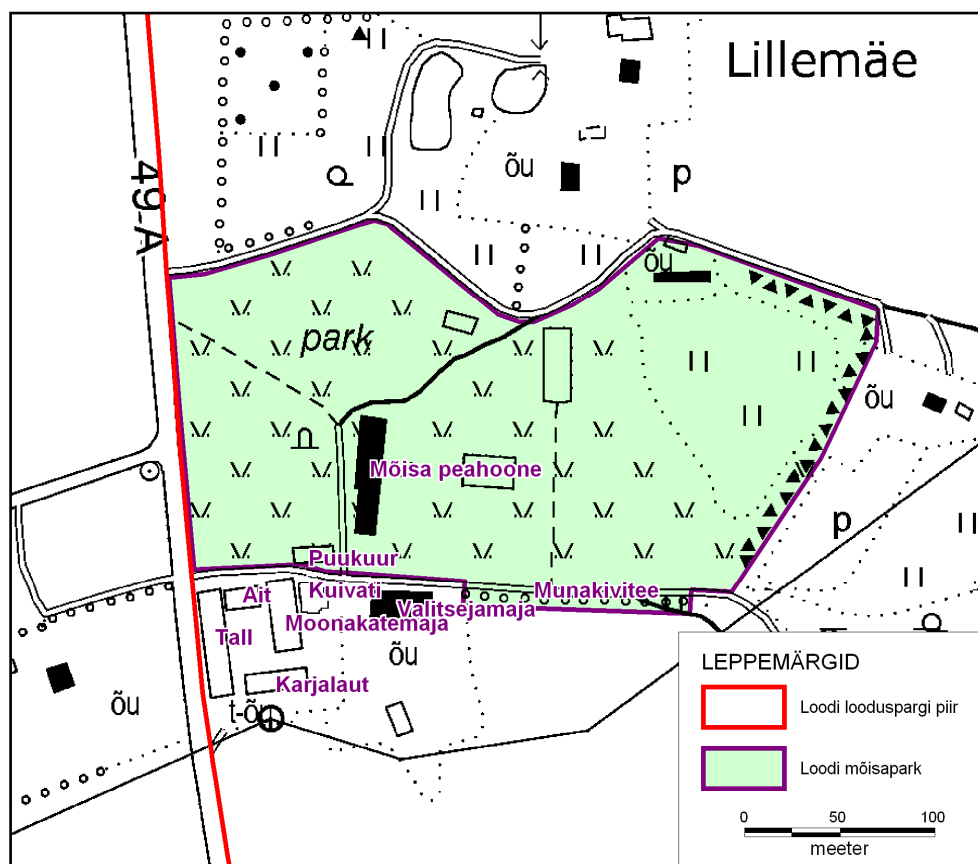 Lillemäe
49-A
õu
p
p
õu
park
õu
Mõisa peahoone
p
Puukuur
Kuivati
Munakivitee
Ait
Valitsejamaja
Moonakatemaja
Tall
õu
Karjalaut
õu
t-õu
LEPPEMÄRGID
Loodi looduspargi piir
Loodi mõisapark
0 50 100
meeter